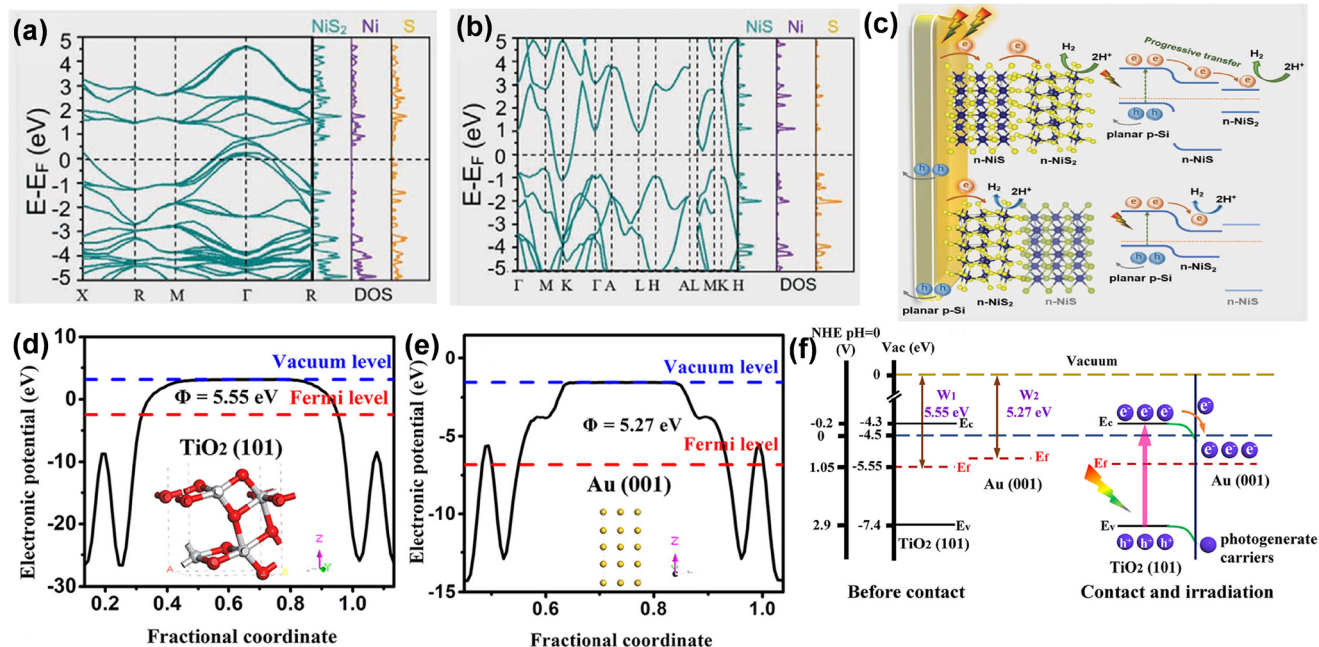 (a)
NiS2 Ni S
5
4
3
2
1
0
-1
-2
-3
-4
-5
E-EF (eV)
X R M Γ R DOS
(b)
NiS Ni S
5
4
3
2
1
0
-1
-2
-3
-4
-5
E-EF (eV)
Γ M K Γ A L H A L M K H DOS
(c)
e e H2 2H+
n-NiS n-NiS2
h h
e H2 2H+
n-NiS2 n-NiS
h h
planar p-Si
Progressive transfer H2
e e e e 2H+
h h
planar p-Si n-NiS2
n-NiS
H2
e e e 2H+
h h
planar p-Si n-NiS2
n-NiS
(d)
Electronic potential (eV)
10
0
-10
-20
-30
Vacuum level
Φ = 5.55 eV Fermi level
TiO2 (101)
A
Z
Y
0.2 0.4 0.6 0.8 1.0
Fractional coordinate
(e)
Electronic potential (eV)
0
-5
-10
-15
Vacuum level
Φ = 5.27 eV
Fermi level
Au (001)
Z
0.6 0.8 1.0
Fractional coordinate
(f)
NHE pH=0
(V) Vac (eV) Vacuum
0
W1 W2
5.55 eV 5.27 eV
-0.2 -4.3 Ec
0 -4.5
1.05 -5.55 Ef
Ef
Au (001)
2.9 -7.4 Ev
TiO2 (101)
Before contact
e- e- e- e-
Ec
e- e- e-
Ef
Au (001)
Ev
h+ h+ h+
TiO2 (101)
photogenerate
carriers
Contact and irradiation